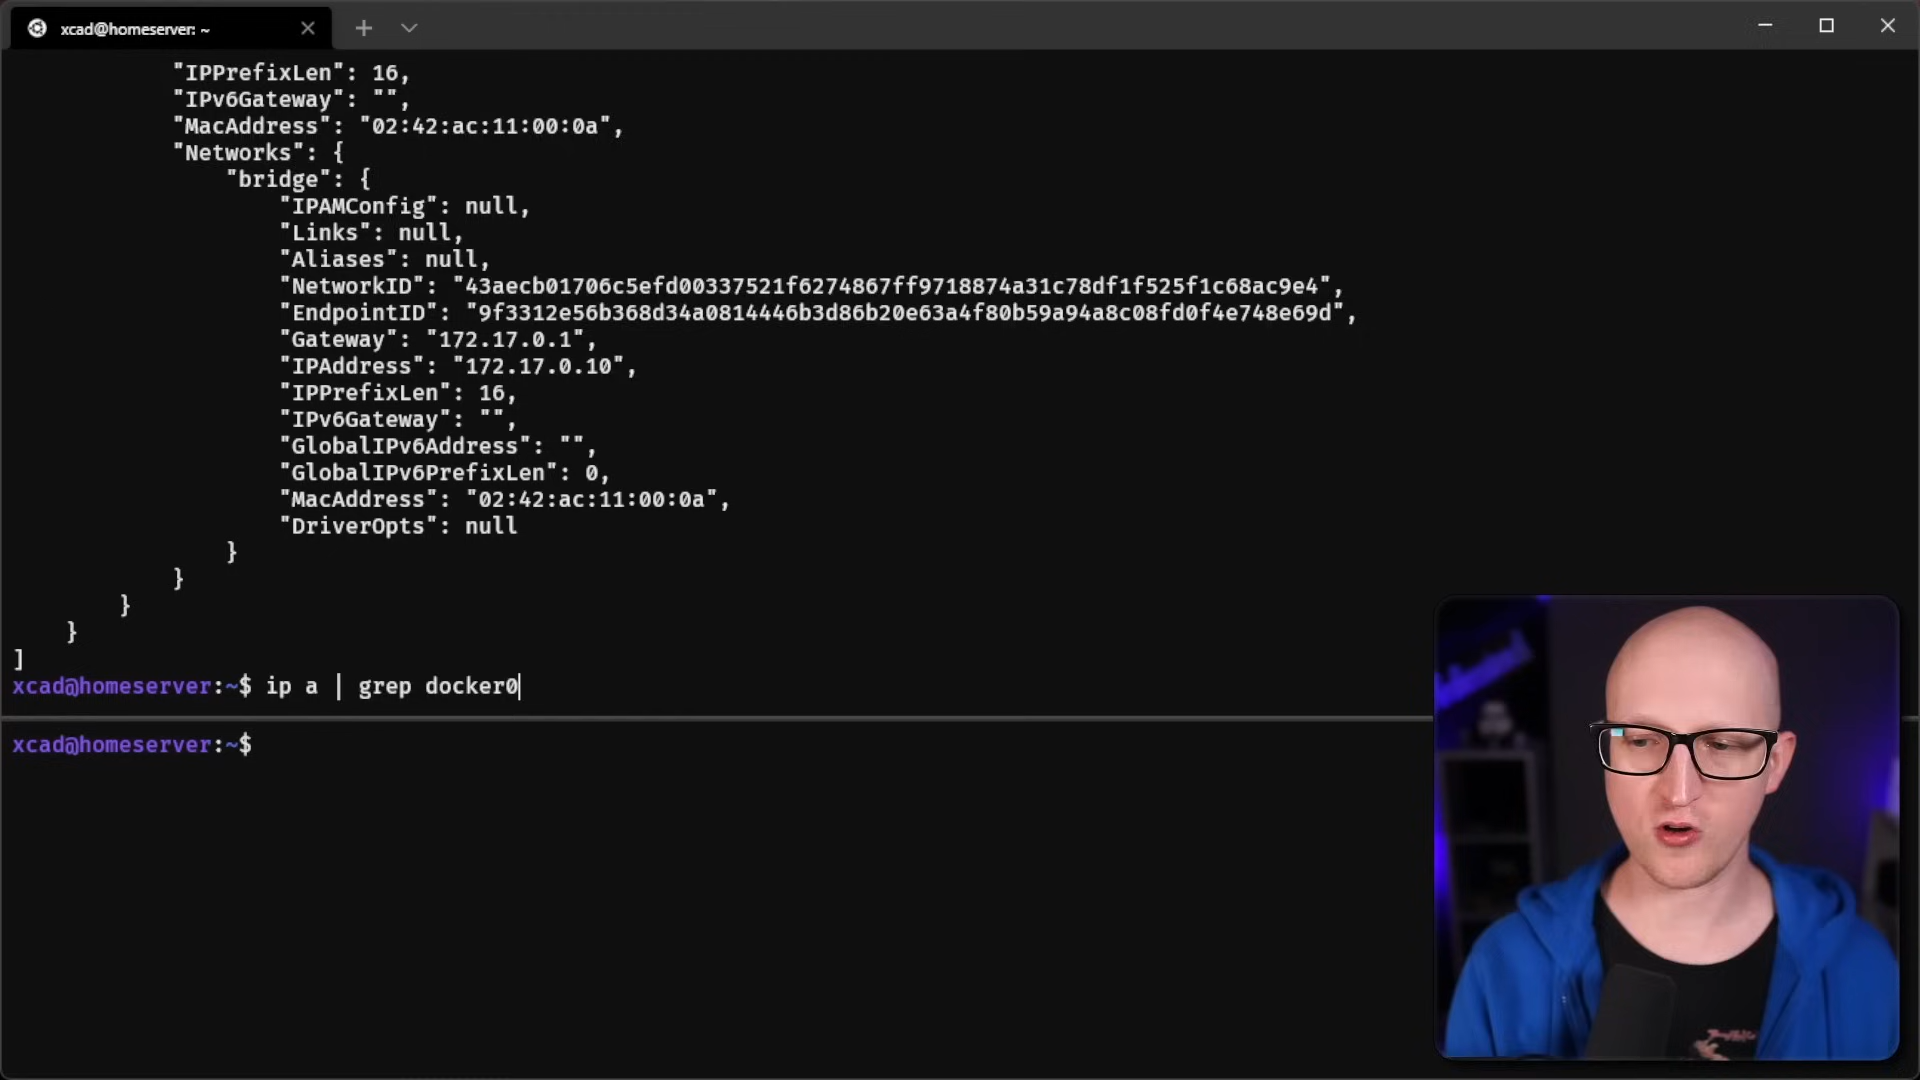 xcad@homeserver: ~
"IPPrefixLen": 16,
"IPv6Gateway": "",
"MacAddress": "02:42:ac:11:00:0a",
"Networks": {
"bridge": {
"IPAMConfig": null,
"Links": null,
"Aliases": null,
"NetworkID": "43aecb01706c5efd00337521f6274867ff9718874a31c78df1f525f1c68ac9e4",
"EndpointID": "9f3312e56b368d34a0814446b3d86b20e63a4f80b59a94a8c08fd0f4e748e69d",
"Gateway": "172.17.0.1",
"IPAddress": "172.17.0.10",
"IPPrefixLen": 16,
"IPv6Gateway": "",
"GlobalIPv6Address": "",
"GlobalIPv6PrefixLen": 0,
"MacAddress": "02:42:ac:11:00:0a",
"DriverOpts": null
}
}
}
}
]
xcad@homeserver:~$ ip a | grep docker0
xcad@homeserver:~$